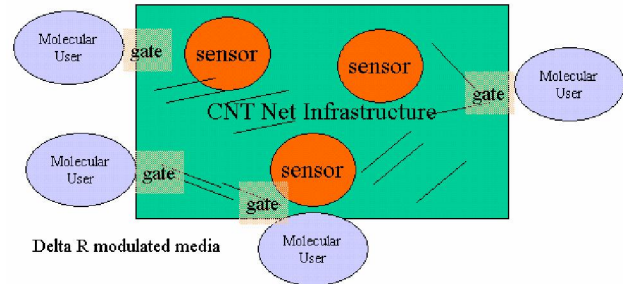 Molecular
User
gate
sensor
sensor
Molecular
User
gate
CNT Net Infrastructure
Molecular
User
gate
sensor
gate
Molecular
User
Delta R modulated media